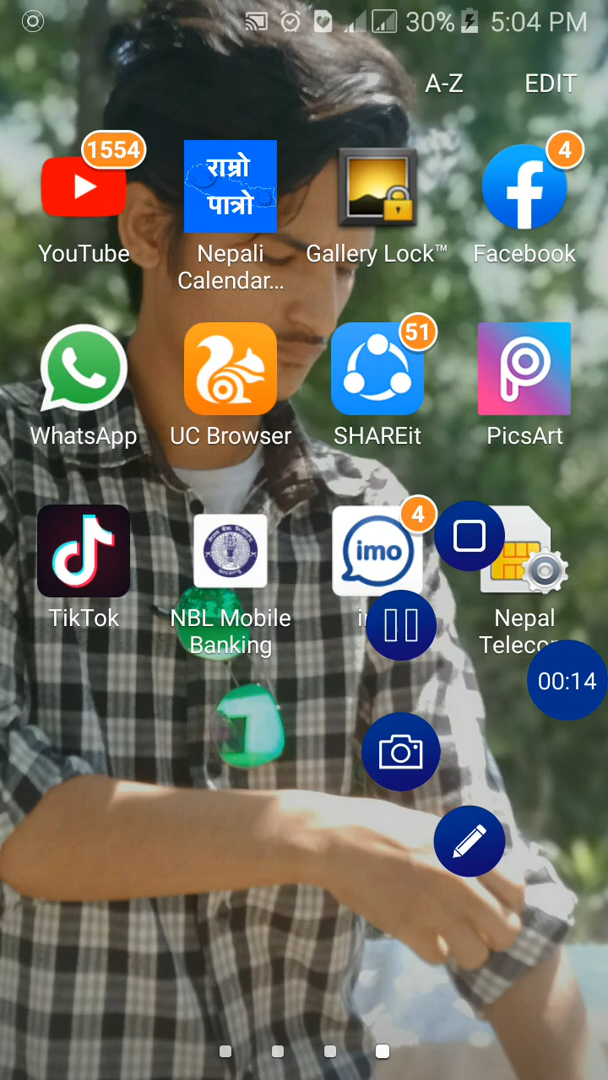 30% 5:04 PM
A-Z EDIT
1554
4
राम्रो
पात्रो
YouTube
Nepali
Calendar...
Gallery Lock™
Facebook
51
WhatsApp
UC Browser
SHAREit
PicsArt
4
imo
TikTok
NBL Mobile
Banking
Nepal
00:14